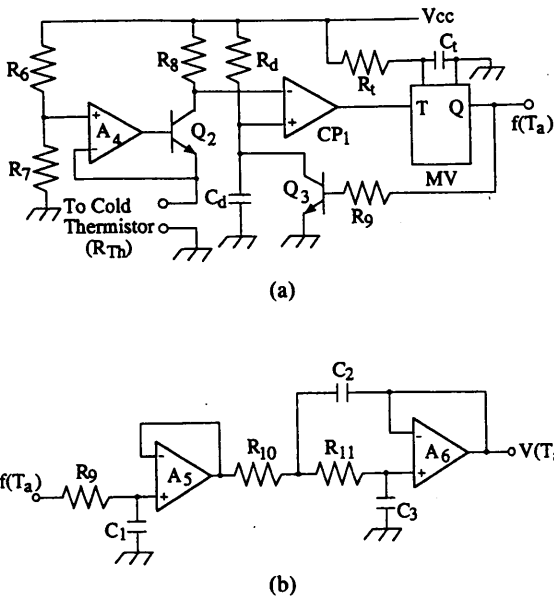 Vcc
R6
R8
Rd
Rt
Ct
+
A4
-
Q2
-
+
CP1
T Q
f(Ta)
MV
R7
To Cold
Thermistor
(RTh)
Cd
Q3
R9
(a)
C2
f(Ta)
R9
-
A5
+
R10
R11
-
A6
+
V(T
C1
C3
(b)